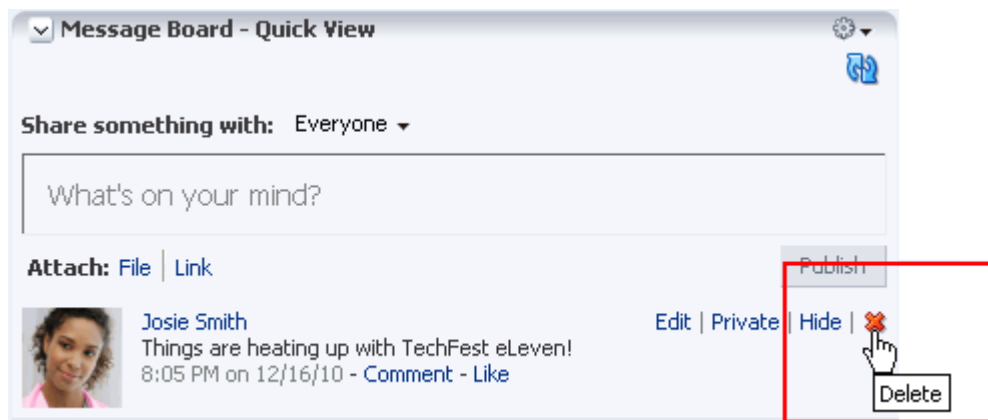 Message Board - Quick View
Share something with: Everyone
What's on your mind?
Attach: File | Link
Publish
Josie Smith
Edit | Private | Hide |
Things are heating up with TechFest eLeven!
8:05 PM on 12/16/10 - Comment - Like
Delete